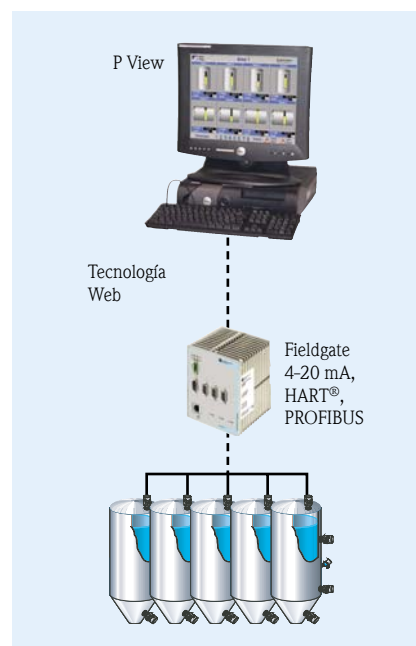 P View
Tecnología
Web
Fieldgate
4-20 mA,
HART®,
PROFIBUS